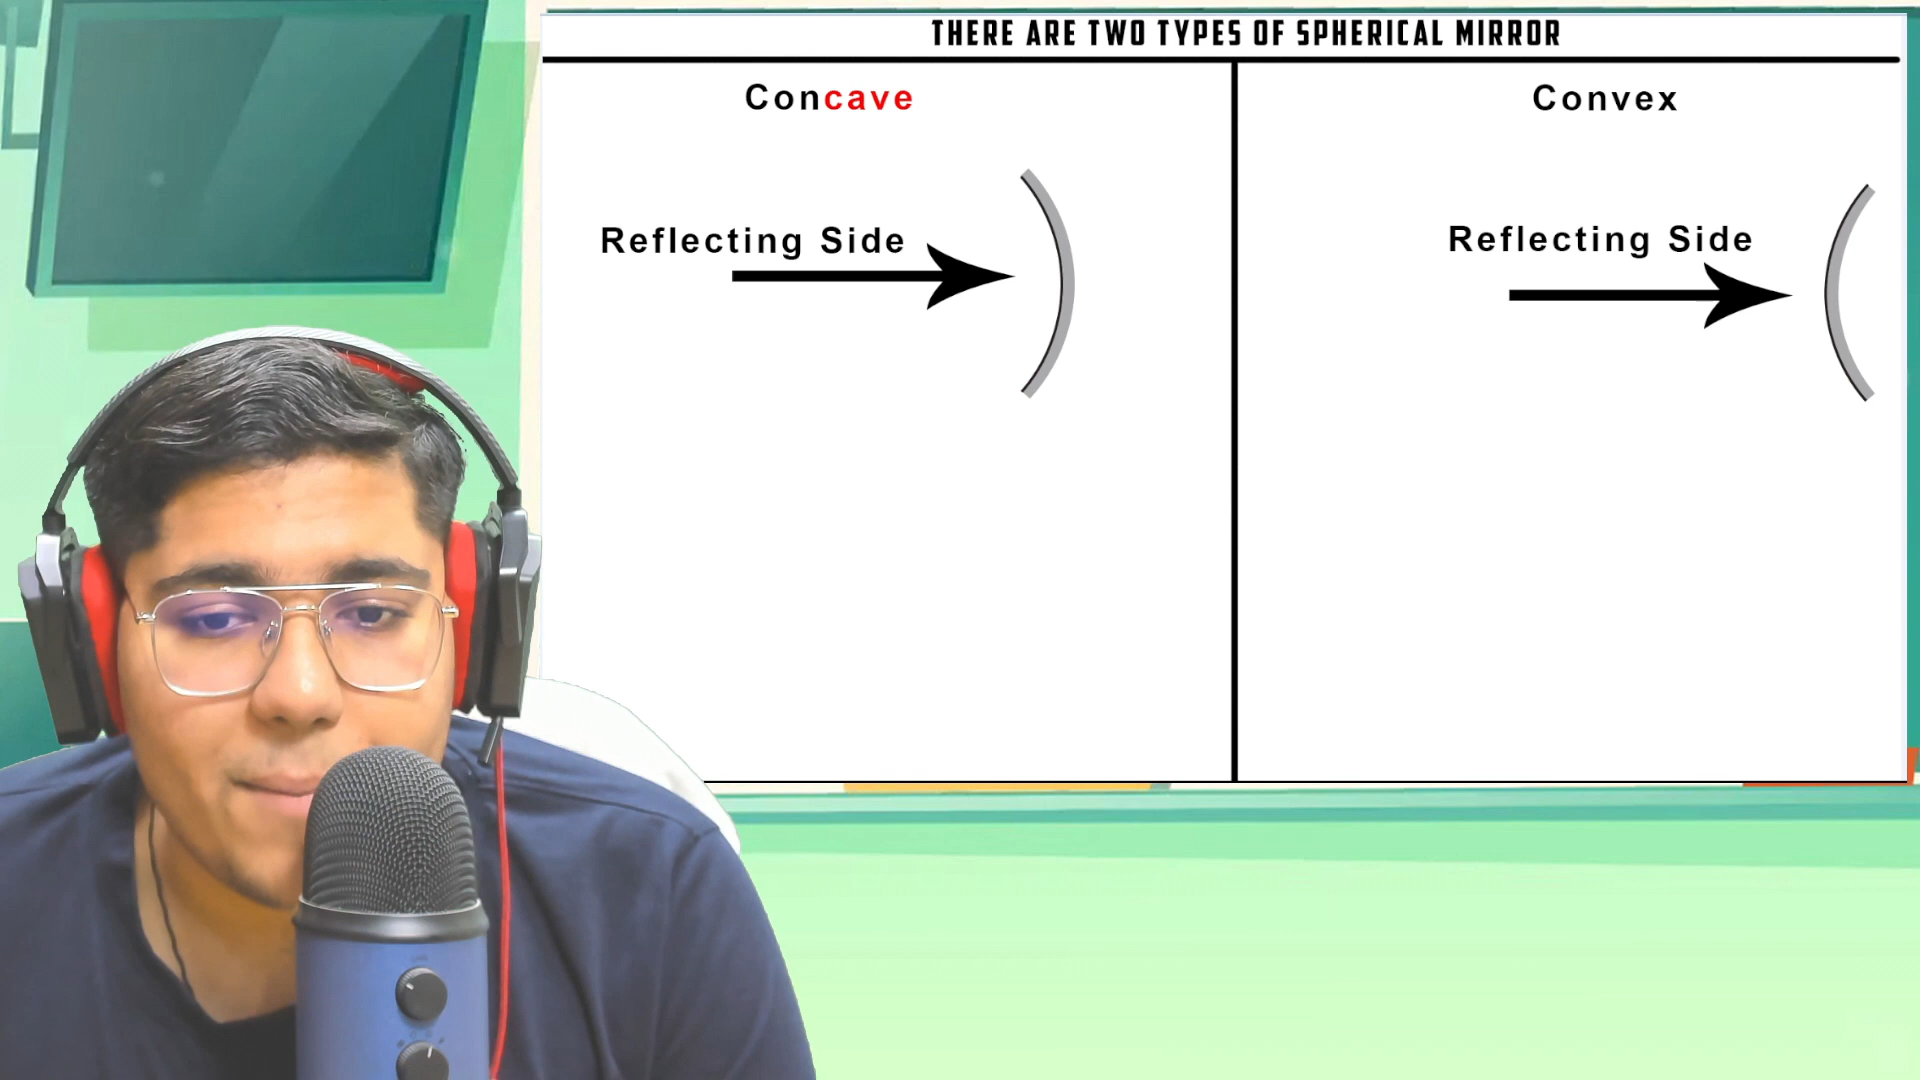 THERE ARE TWO TYPES OF SPHERICAL MIRROR
Concave
Reflecting Side
Convex
Reflecting Side